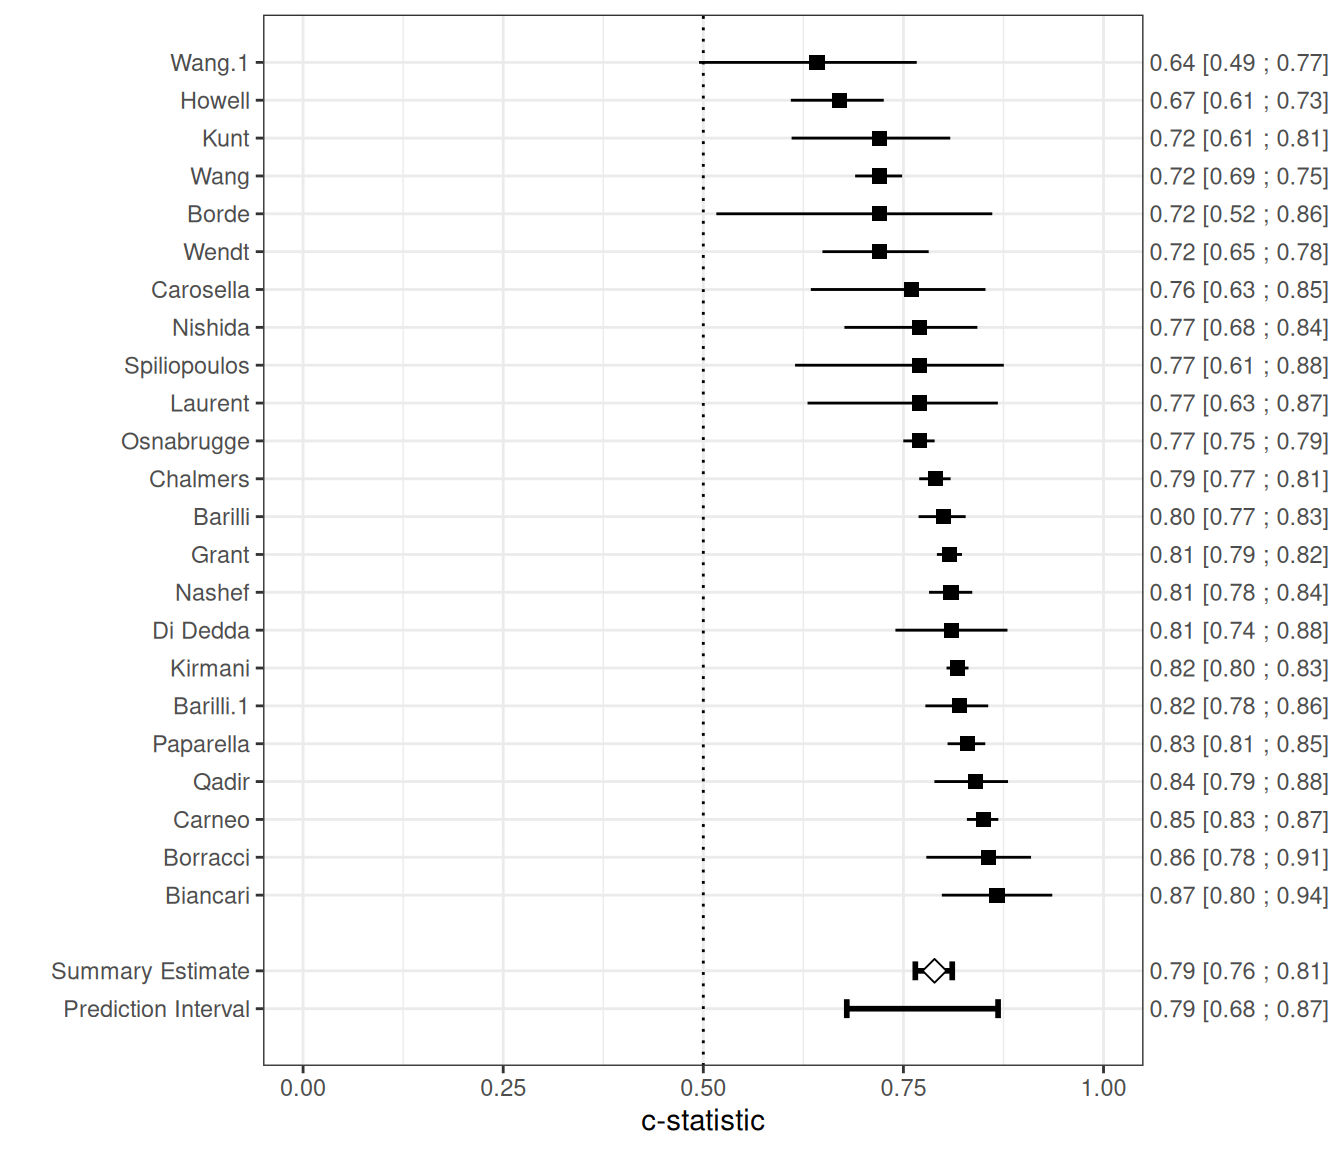 Wang.1 0.64 [0.49 ; 0.77]
Howell 0.67 [0.61 ; 0.73]
Kunt 0.72 [0.61 ; 0.81]
Wang 0.72 [0.69 ; 0.75]
Borde 0.72 [0.52 ; 0.86]
Wendt 0.72 [0.65 ; 0.78]
Carosella 0.76 [0.63 ; 0.85]
Nishida 0.77 [0.68 ; 0.84]
Spiliopoulos 0.77 [0.61 ; 0.88]
Laurent 0.77 [0.63 ; 0.87]
Osnabrugge 0.77 [0.75 ; 0.79]
Chalmers 0.79 [0.77 ; 0.81]
Barilli 0.80 [0.77 ; 0.83]
Grant 0.81 [0.79 ; 0.82]
Nashef 0.81 [0.78 ; 0.84]
Di Dedda 0.81 [0.74 ; 0.88]
Kirmani 0.82 [0.80 ; 0.83]
Barilli.1 0.82 [0.78 ; 0.86]
Paparella 0.83 [0.81 ; 0.85]
Qadir 0.84 [0.79 ; 0.88]
Carneo 0.85 [0.83 ; 0.87]
Borracci 0.86 [0.78 ; 0.91]
Biancari 0.87 [0.80 ; 0.94]
Summary Estimate 0.79 [0.76 ; 0.81]
Prediction Interval 0.79 [0.68 ; 0.87]
0.00 0.25 0.50 0.75 1.00
c-statistic